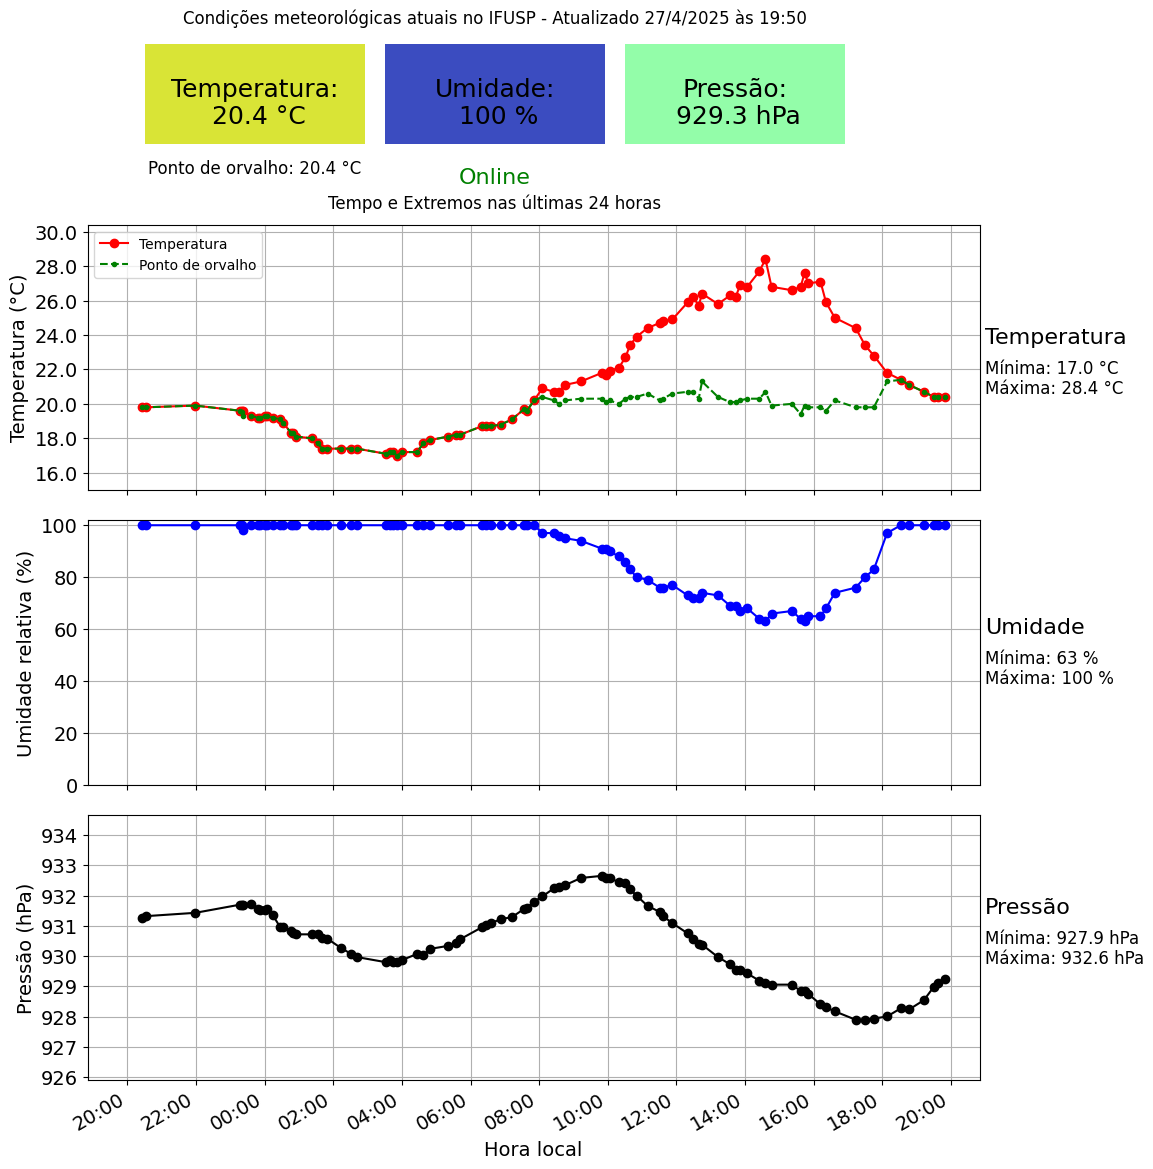 Condições meteorológicas atuais no IFUSP - Atualizado 27/4/2025 às 19:50
Temperatura:
20.4 °C
Umidade:
100 %
Pressão:
929.3 hPa
Ponto de orvalho: 20.4 °C
Online
Tempo e Extremos nas últimas 24 horas
Temperatura (°C)
30.0
28.0
26.0
24.0
22.0
20.0
18.0
16.0
Temperatura
Ponto de orvalho
Temperatura
Mínima: 17.0 °C
Máxima: 28.4 °C
Umidade relativa (%)
100
80
60
40
20
0
Umidade
Mínima: 63 %
Máxima: 100 %
Pressão (hPa)
934
933
932
931
930
929
928
927
926
Pressão
Mínima: 927.9 hPa
Máxima: 932.6 hPa
20:00
22:00
00:00
02:00
04:00
06:00
08:00
10:00
12:00
14:00
16:00
18:00
20:00
Hora local